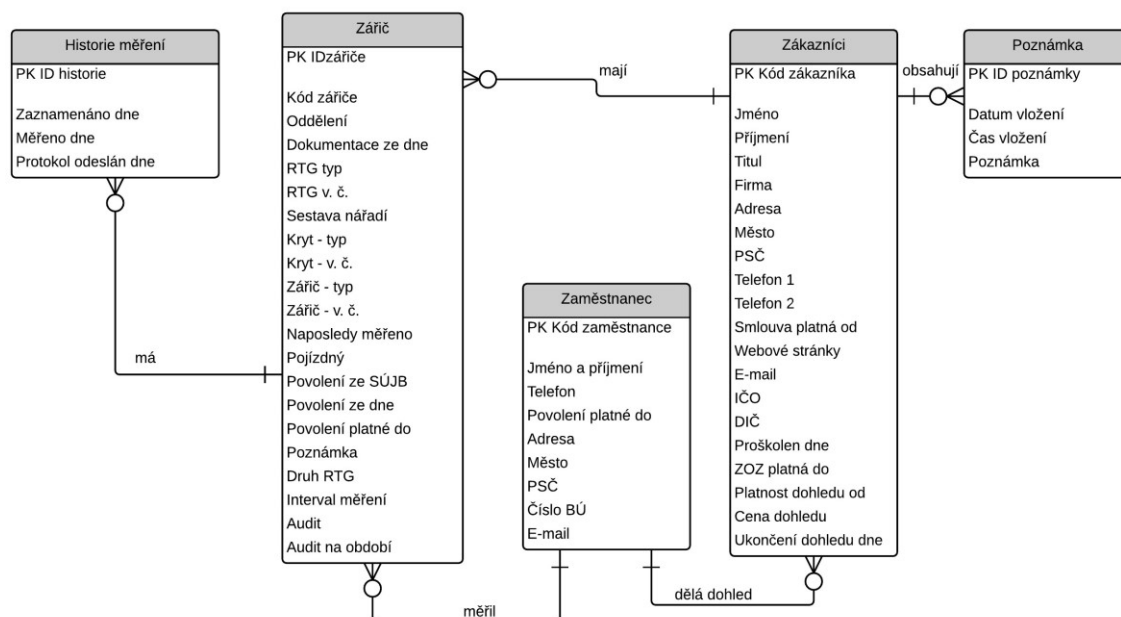 Historie měření
PK ID historie
Zaznamenáno dne
Měřeno dne
Protokol odeslán dne
má
Zářič
PK IDzářiče
Kód zářiče
Oddělení
Dokumentace ze dne
RTG typ
RTG v. č.
Sestava nářadí
Kryt - typ
Kryt - v. č.
Zářič - typ
Zářič - v. č.
Naposledy měřeno
Pojízdný
Povolení ze SÚJB
Povolení ze dne
Povolení platné do
Poznámka
Druh RTG
Interval měření
Audit
Audit na období
mají
Zaměstnanec
PK Kód zaměstnance
Jméno a příjmení
Telefon
Povolení platné do
Adresa
Město
PSČ
Číslo BÚ
E-mail
měřil
dělá dohled
Zákazníci
PK Kód zákazníka
Jméno
Příjmení
Titul
Firma
Adresa
Město
PSČ
Telefon 1
Telefon 2
Smlouva platná od
Webové stránky
E-mail
IČO
DIČ
Proškolen dne
ZOZ platná do
Platnost dohledu od
Cena dohledu
Ukončení dohledu dne
obsahují
Poznámka
PK ID poznámky
Datum vložení
Čas vložení
Poznámka